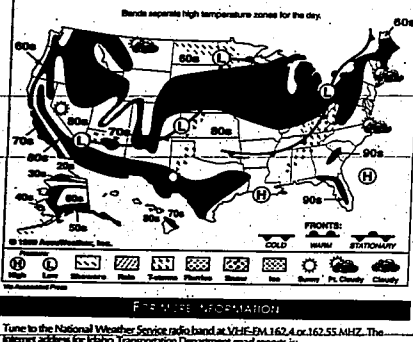 Bands separate high temperature zones for the day.
60s
60s
60s
L
L
80s
70s
L
80s
L
70s
80s
20s
30s
90s
H
40s
60s
H
90s
50s
80s 70s
FRONTS:
COLD WARM STATIONARY
© AccuWeather, Inc.
Pressure
H L
High Low Showers Rain T-storms Flurries Snow Ice Sunny Pt. Cloudy Cloudy
Via Associated Press
FOR MORE INFORMATION
Tune to the National Weather Service radio band at VHF-FM 162.4 or 162.55 MHZ. The
Internet address for Idaho Transportation Department road reports is